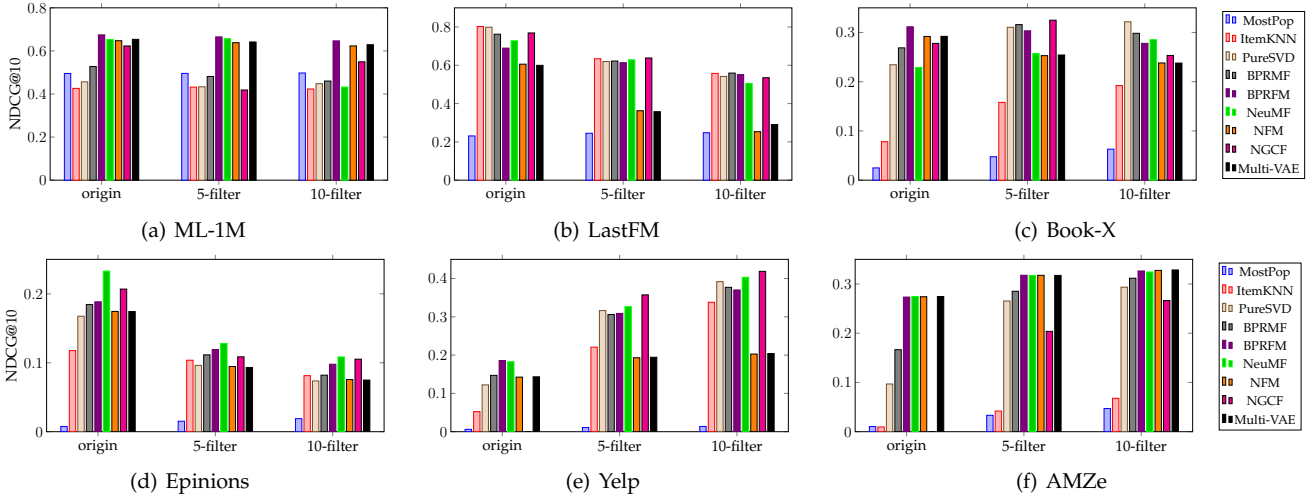 NDCG@10
0.8
0.6
0.4
0.2
0
origin 5-filter 10-filter
(a) ML-1M
0.8
0.6
0.4
0.2
0
origin 5-filter 10-filter
(b) LastFM
0.3
0.2
0.1
0
origin 5-filter 10-filter
(c) Book-X
MostPop
ItemKNN
PureSVD
BPRMF
BPRFM
NeuMF
NFM
NGCF
Multi-VAE
NDCG@10
0.2
0.1
0
origin 5-filter 10-filter
(d) Epinions
0.4
0.3
0.2
0.1
0
origin 5-filter 10-filter
(e) Yelp
0.3
0.2
0.1
0
origin 5-filter 10-filter
(f) AMZe
MostPop
ItemKNN
PureSVD
BPRMF
BPRFM
NeuMF
NFM
NGCF
Multi-VAE